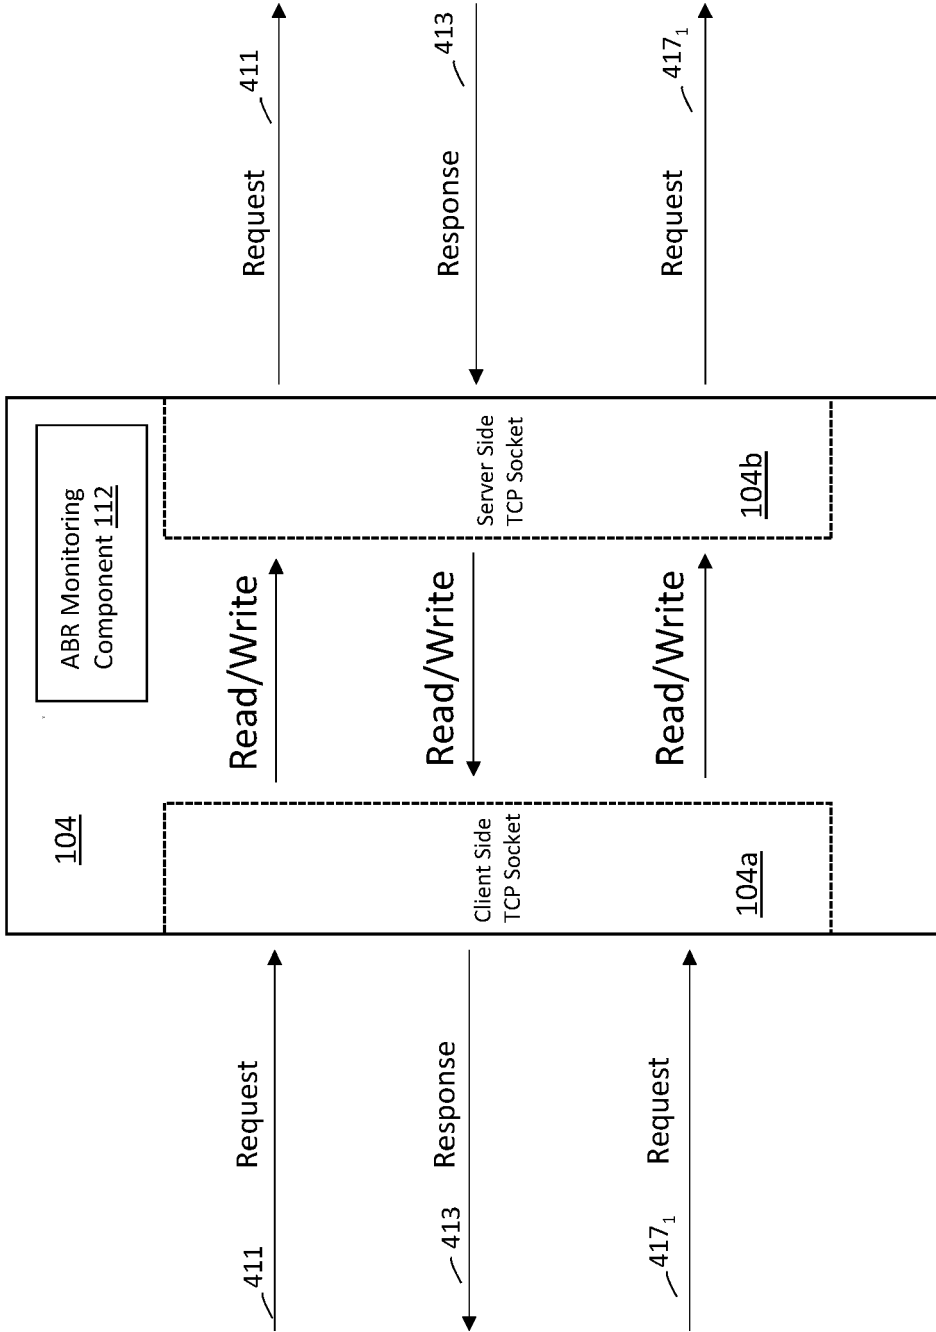 104
ABR Monitoring
Component 112
411
Request
Read/Write
Request
411
413
Response
Read/Write
Response
413
Client Side
TCP Socket
Server Side
TCP Socket
417₁
Request
Read/Write
Request
417₁
104a
104b